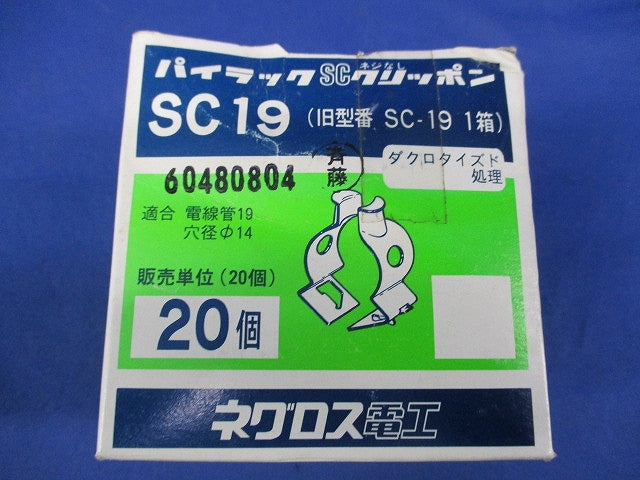 パイラックSCクリッポン
ネジなし
SC19 (旧型番 SC-19 1箱)
60480804
斉藤
ダクロタイズド
処理
適合 電線管19
穴径Φ14
販売単位(20個)
20個
ネグロス電工